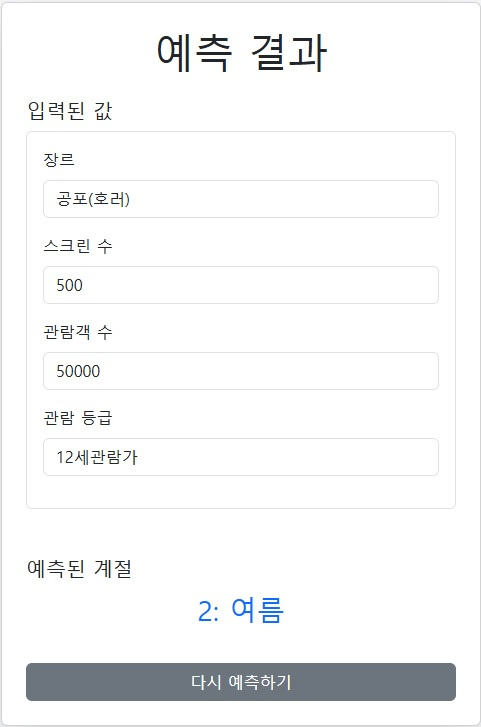 예측 결과
입력된 값
장르
공포(호러)
스크린 수
500
관람객 수
50000
관람 등급
12세관람가
예측된 계절
2: 여름
다시 예측하기